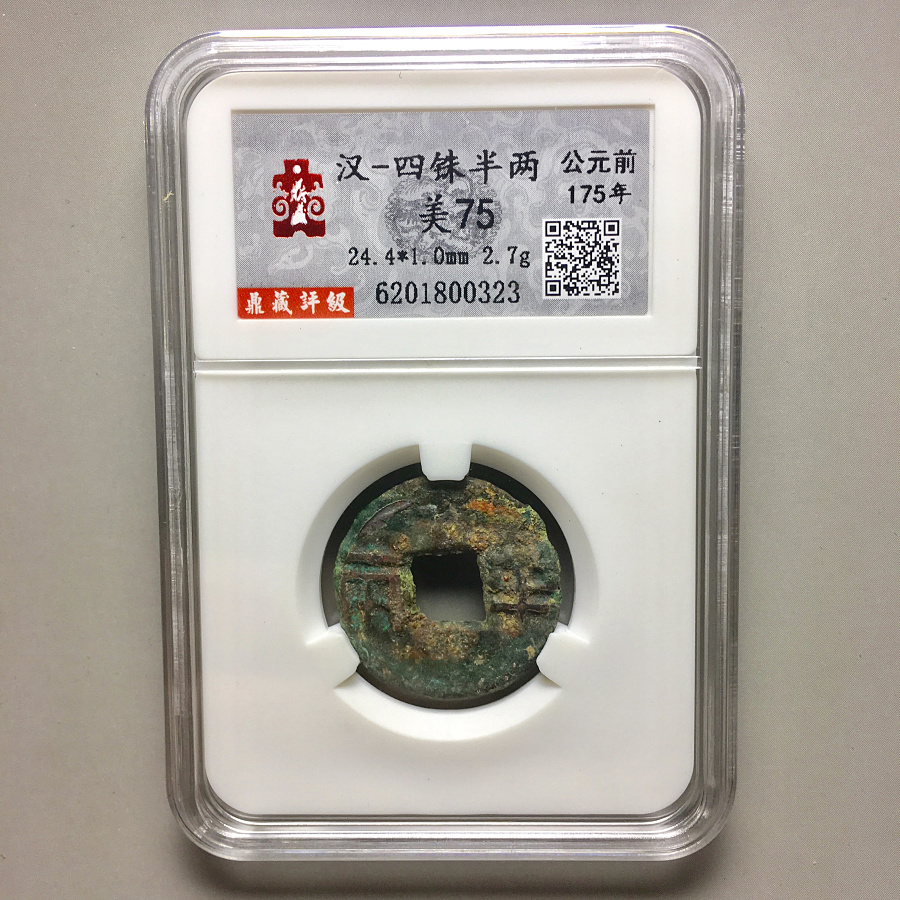 汉-四铢半两
公元前
175年
美75
24.4*1.0mm 2.7g
6201800323
鼎藏評級
半